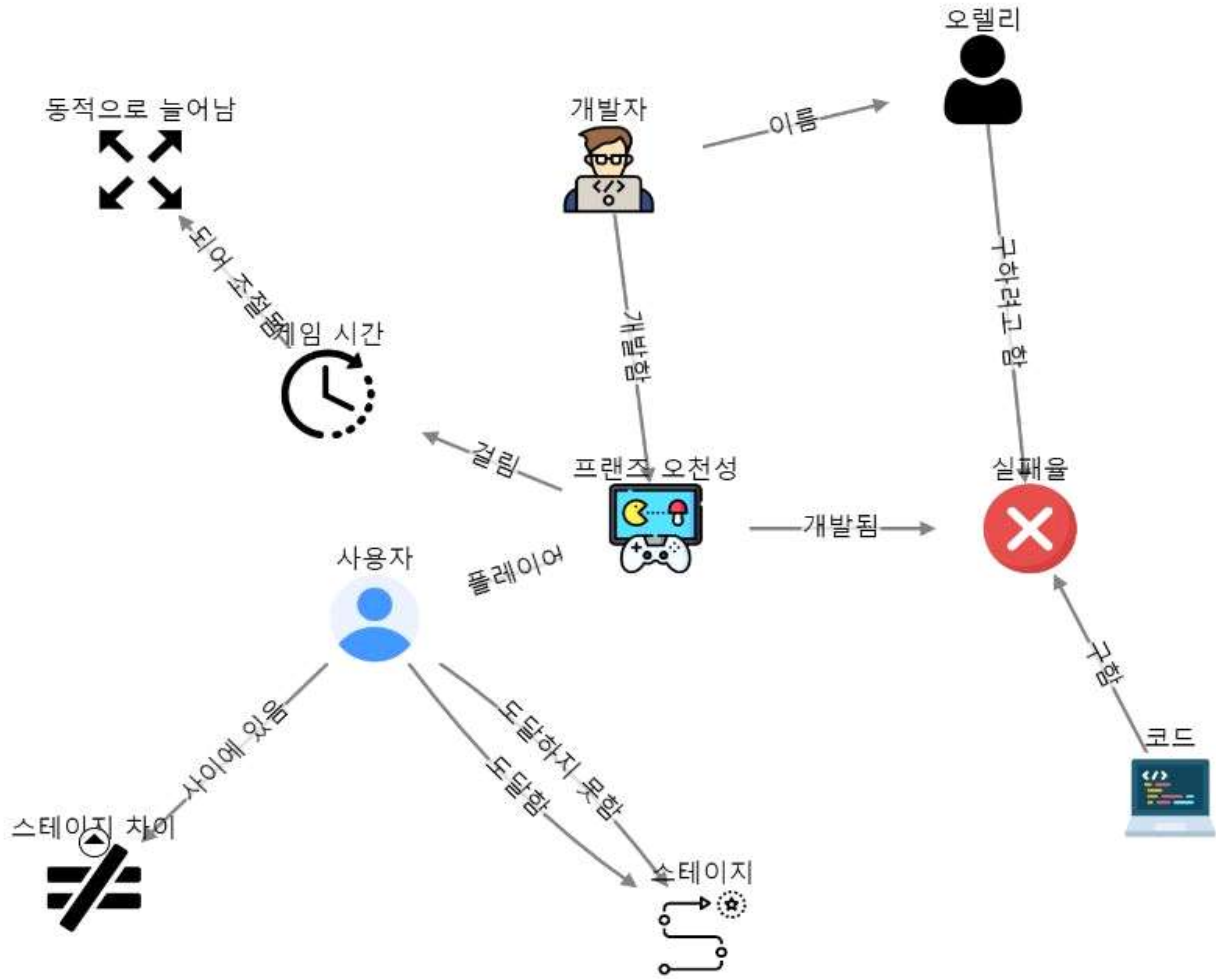 오렐리
동적으로 늘어남
개발자
이름
되어 조절됨
게임 시간
구하려고 함
개발함
걸림
프랜즈 오천성
실패율
개발됨
사용자
플레이어
구함
사이에 있음
도달하지 못함
도달함
코드
스테이지 차이
스테이지